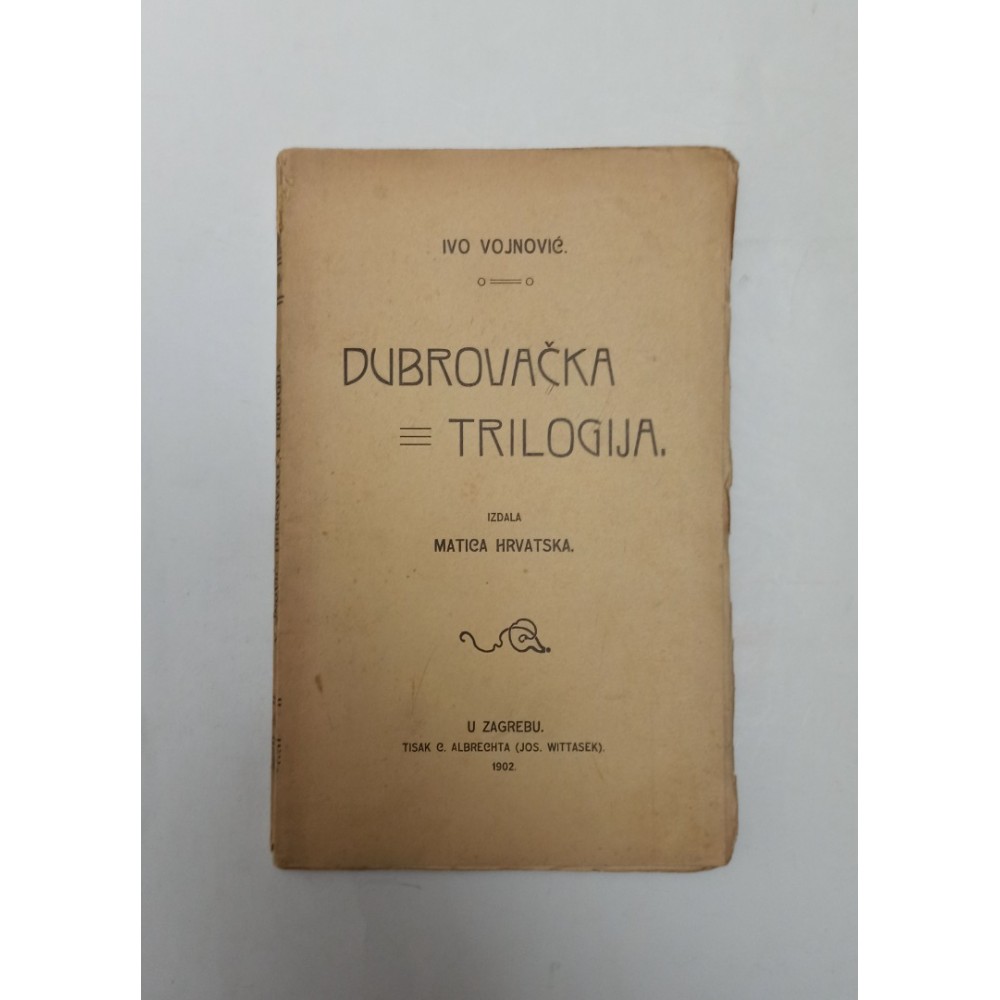 IVO VOJNOVIĆ.
DUBROVAČKA
TRILOGIJA.
IZDALA
MATICA HRVATSKA.
U ZAGREBU.
TISAK C. ALBRECHTA (JOS. WITTASEK).
1902.